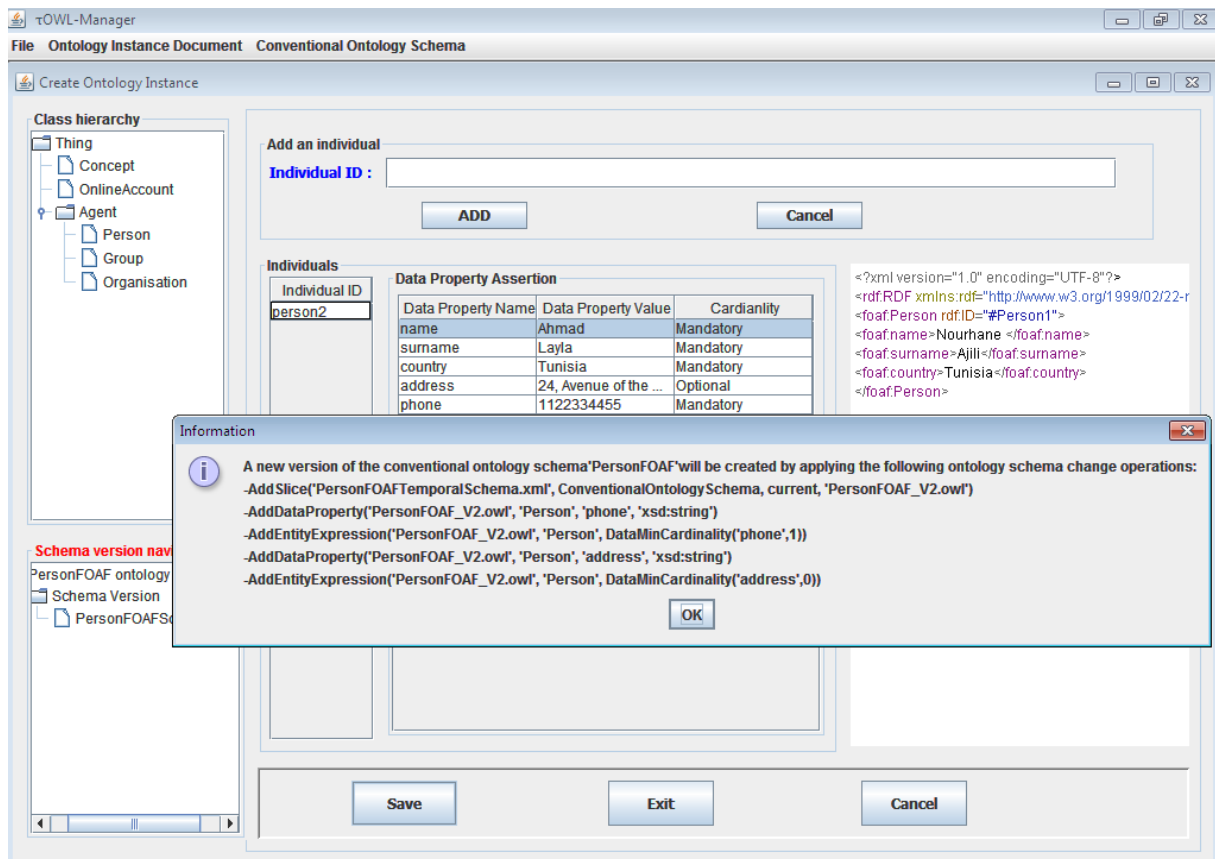 τOWL-Manager
File Ontology Instance Document Conventional Ontology Schema
Create Ontology Instance
Class hierarchy
Thing
Concept
OnlineAccount
Agent
Person
Group
Organisation
Add an individual
Individual ID :
ADD Cancel
Individuals
Individual ID
person2
Data Property Assertion
Data Property Name Data Property Value Cardianlity
name Ahmad Mandatory
surname Layla Mandatory
country Tunisia Mandatory
address 24, Avenue of the ... Optional
phone 1122334455 Mandatory
<?xml version="1.0" encoding="UTF-8"?>
<rdf:RDF xmlns:rdf="http://www.w3.org/1999/02/22-r
<foaf:Person rdf:ID="#Person1">
<foaf:name>Nourhane </foaf:name>
<foaf:surname>Ajili</foaf:surname>
<foaf:country>Tunisia</foaf:country>
</foaf:Person>
Information
A new version of the conventional ontology schema'PersonFOAF'will be created by applying the following ontology schema change operations:
-AddSlice('PersonFOAFTemporalSchema.xml', ConventionalOntologySchema, current, 'PersonFOAF_V2.owl')
-AddDataProperty('PersonFOAF_V2.owl', 'Person', 'phone', 'xsd:string')
-AddEntityExpression('PersonFOAF_V2.owl', 'Person', DataMinCardinality('phone',1))
-AddDataProperty('PersonFOAF_V2.owl', 'Person', 'address', 'xsd:string')
-AddEntityExpression('PersonFOAF_V2.owl', 'Person', DataMinCardinality('address',0))
OK
Schema version navi
PersonFOAF ontology
Schema Version
PersonFOAFSc
Save Exit Cancel